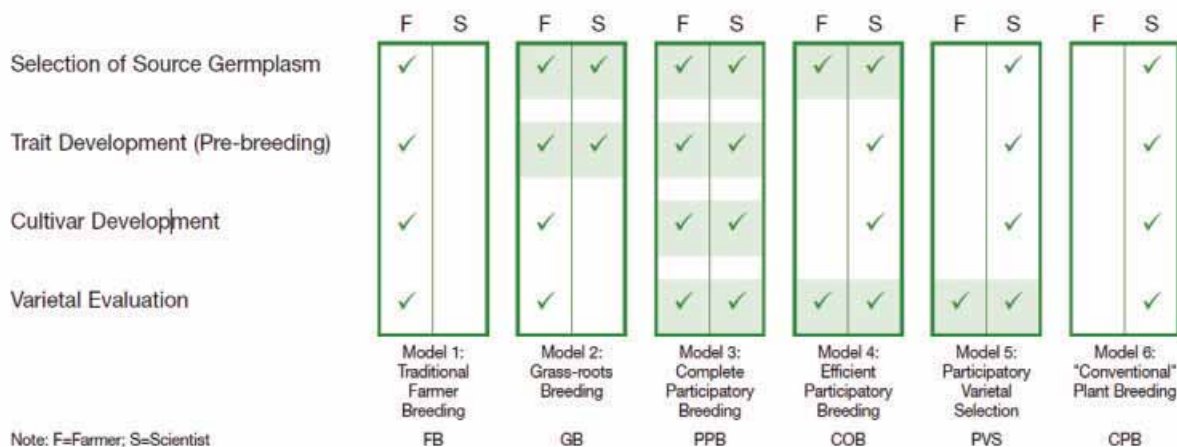 F S F S F S F S F S F S
Selection of Source Germplasm ✓ ✓ ✓ ✓ ✓ ✓ ✓ ✓ ✓
Trait Development (Pre-breeding) ✓ ✓ ✓ ✓ ✓ ✓ ✓ ✓
Cultivar Development ✓ ✓ ✓ ✓ ✓ ✓ ✓
Varietal Evaluation ✓ ✓ ✓ ✓ ✓ ✓ ✓ ✓ ✓
Model 1:
Traditional
Farmer
Breeding
Model 2:
Grass-roots
Breeding
Model 3:
Complete
Participatory
Breeding
Model 4:
Efficient
Participatory
Breeding
Model 5:
Participatory
Varietal
Selection
Model 6:
"Conventional"
Plant Breeding
Note: F=Farmer; S=Scientist FB GB PPB COB PVS CPB